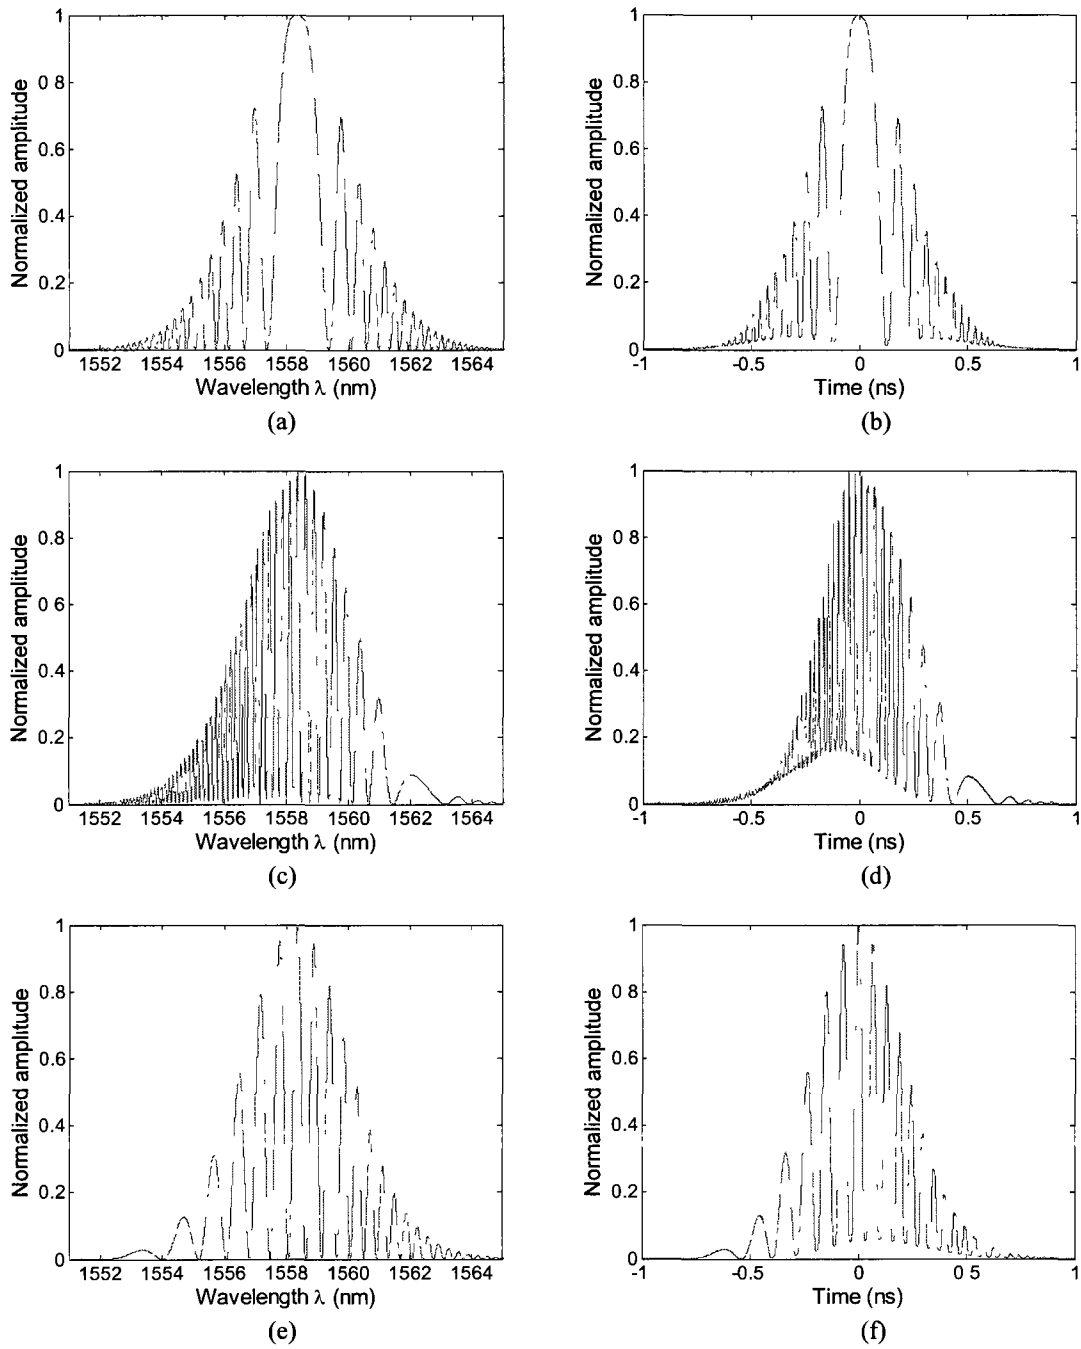 1
0.8
0.6
0.4
0.2
0
Normalized amplitude
1552 1554 1556 1558 1560 1562 1564
Wavelength λ (nm)
(a)
1
0.8
0.6
0.4
0.2
0
Normalized amplitude
-1 -0.5 0 0.5 1
Time (ns)
(b)
1
0.8
0.6
0.4
0.2
0
Normalized amplitude
1552 1554 1556 1558 1560 1562 1564
Wavelength λ (nm)
(c)
1
0.8
0.6
0.4
0.2
0
Normalized amplitude
-1 -0.5 0 0.5 1
Time (ns)
(d)
1
0.8
0.6
0.4
0.2
0
Normalized amplitude
1552 1554 1556 1558 1560 1562 1564
Wavelength λ (nm)
(e)
1
0.8
0.6
0.4
0.2
0
Normalized amplitude
-1 -0.5 0 0 5 1
Time (ns)
(f)